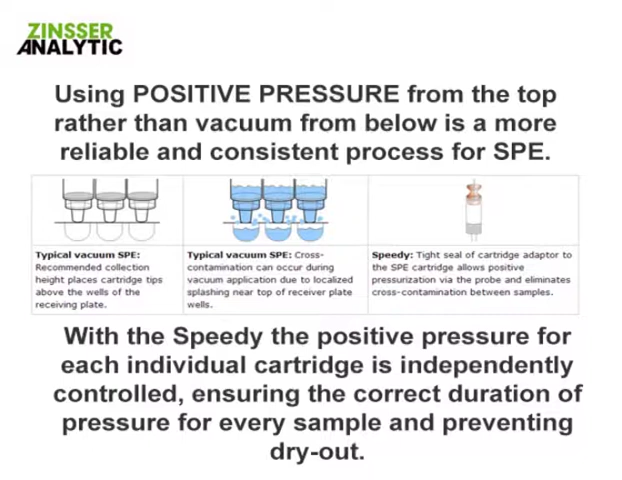 ZINSSER
ANALYTIC
Using POSITIVE PRESSURE from the top
rather than vacuum from below is a more
reliable and consistent process for SPE.
Typical vacuum SPE:
Recommended collection
height places cartridge tips
above the wells of the
receiving plate.
Typical vacuum SPE: Cross-
contamination can occur during
vacuum application due to localized
splashing near top of receiver plate
wells.
Speedy: Tight seal of cartridge adaptor to
the SPE cartridge allows positive
pressurization via the probe and eliminates
cross-contamination between samples.
With the Speedy the positive pressure for
each individual cartridge is independently
controlled, ensuring the correct duration of
pressure for every sample and preventing
dry-out.